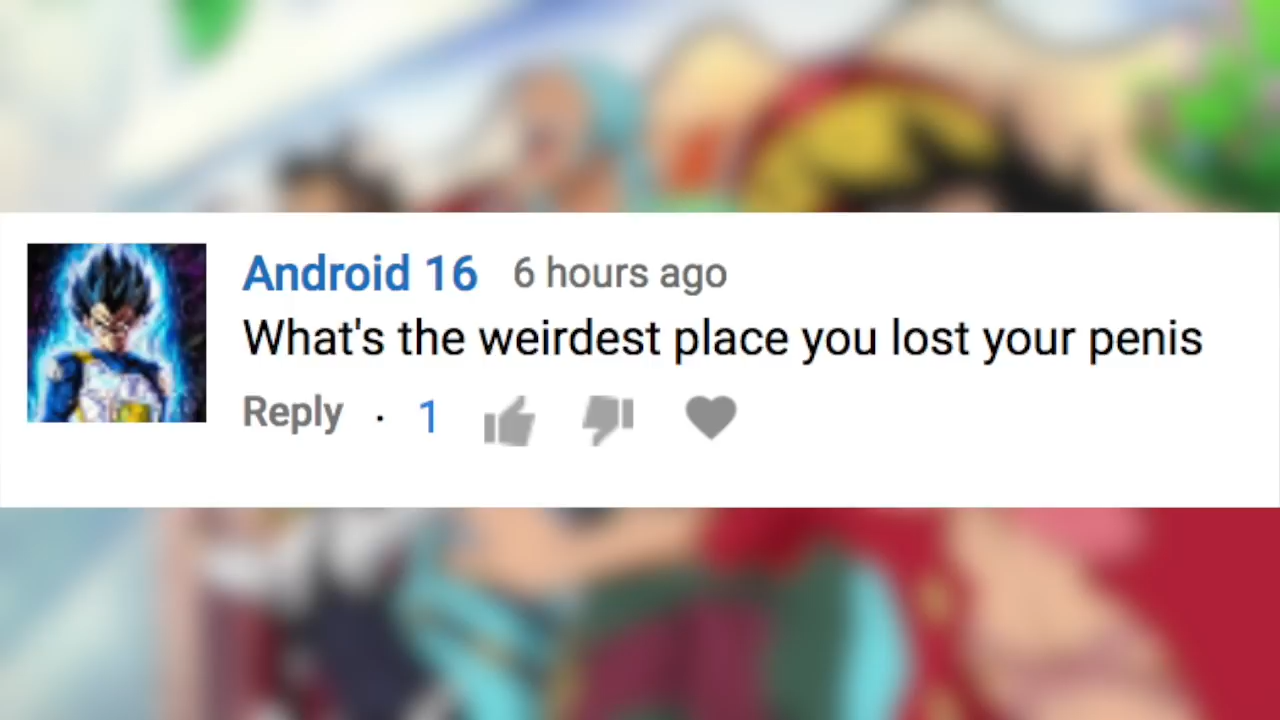 Android 16 6 hours ago
What's the weirdest place you lost your penis
Reply · 1